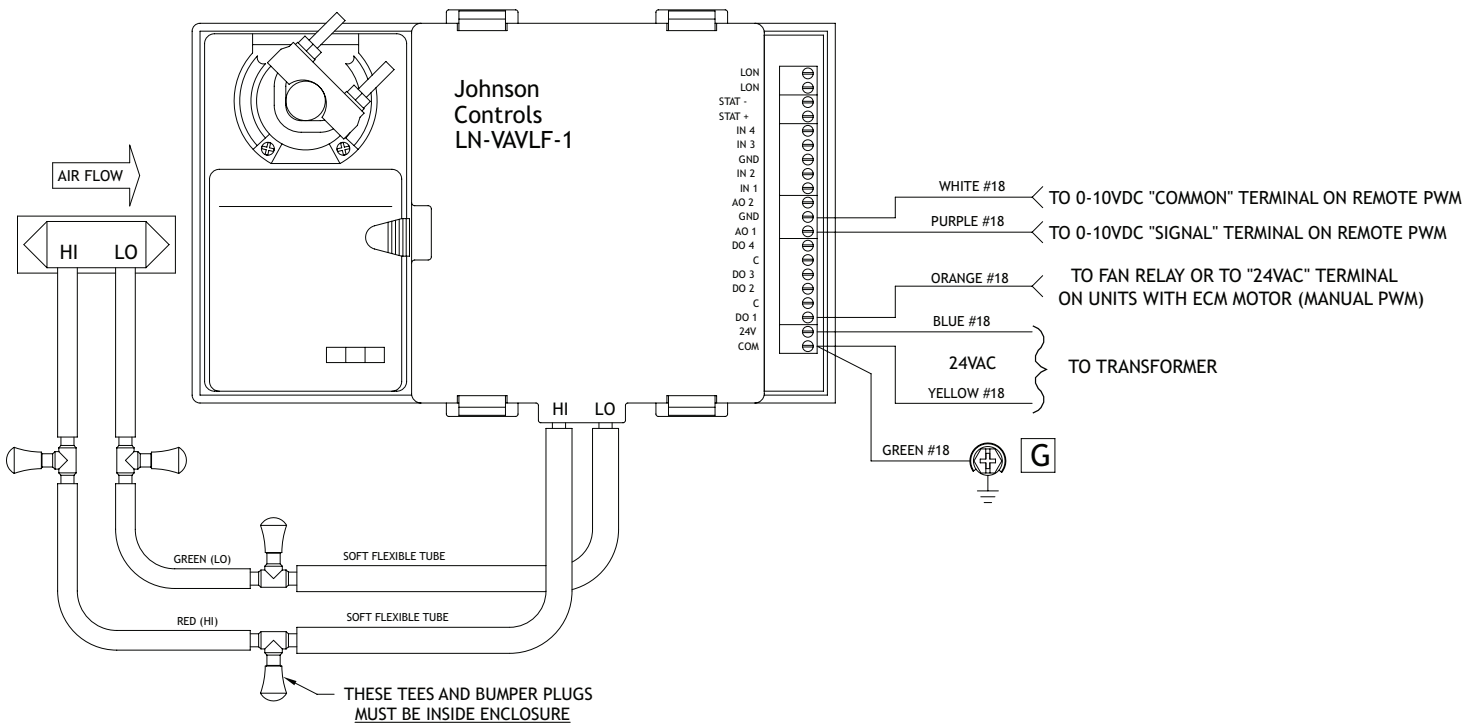 Johnson
Controls
LN-VAVLF-1
AIR FLOW
HI
LO
LON
LON
STAT -
STAT +
IN 4
IN 3
GND
IN 2
IN 1
AO 2
GND
AO 1
DO 4
C
DO 3
DO 2
C
DO 1
24V
COM
WHITE #18
TO 0-10VDC "COMMON" TERMINAL ON REMOTE PWM
PURPLE #18
TO 0-10VDC "SIGNAL" TERMINAL ON REMOTE PWM
ORANGE #18
TO FAN RELAY OR TO "24VAC" TERMINAL
ON UNITS WITH ECM MOTOR (MANUAL PWM)
BLUE #18
24VAC
TO TRANSFORMER
YELLOW #18
GREEN #18
G
HI
LO
GREEN (LO)
SOFT FLEXIBLE TUBE
RED (HI)
SOFT FLEXIBLE TUBE
THESE TEES AND BUMPER PLUGS
MUST BE INSIDE ENCLOSURE